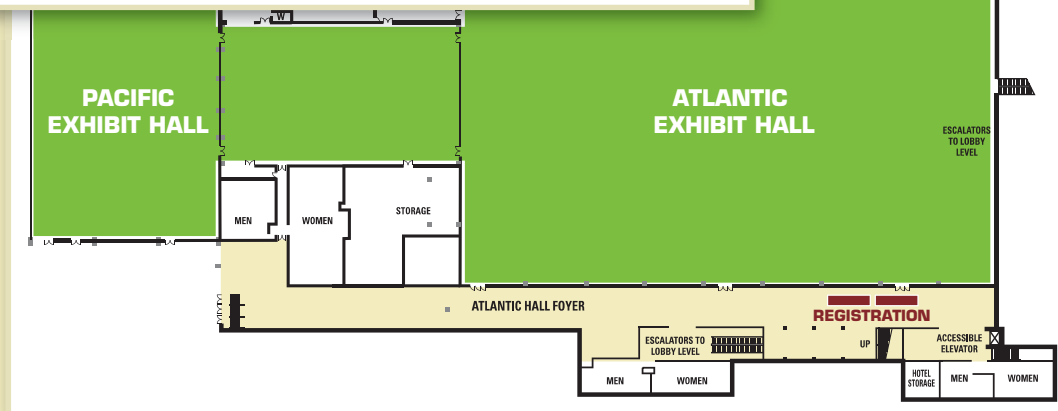 W
PACIFIC
EXHIBIT HALL
ATLANTIC
EXHIBIT HALL
ESCALATORS
TO LOBBY
LEVEL
MEN
WOMEN
STORAGE
ATLANTIC HALL FOYER
REGISTRATION
ESCALATORS TO
LOBBY LEVEL
UP
ACCESSIBLE
ELEVATOR
MEN
WOMEN
HOTEL
STORAGE
MEN
WOMEN